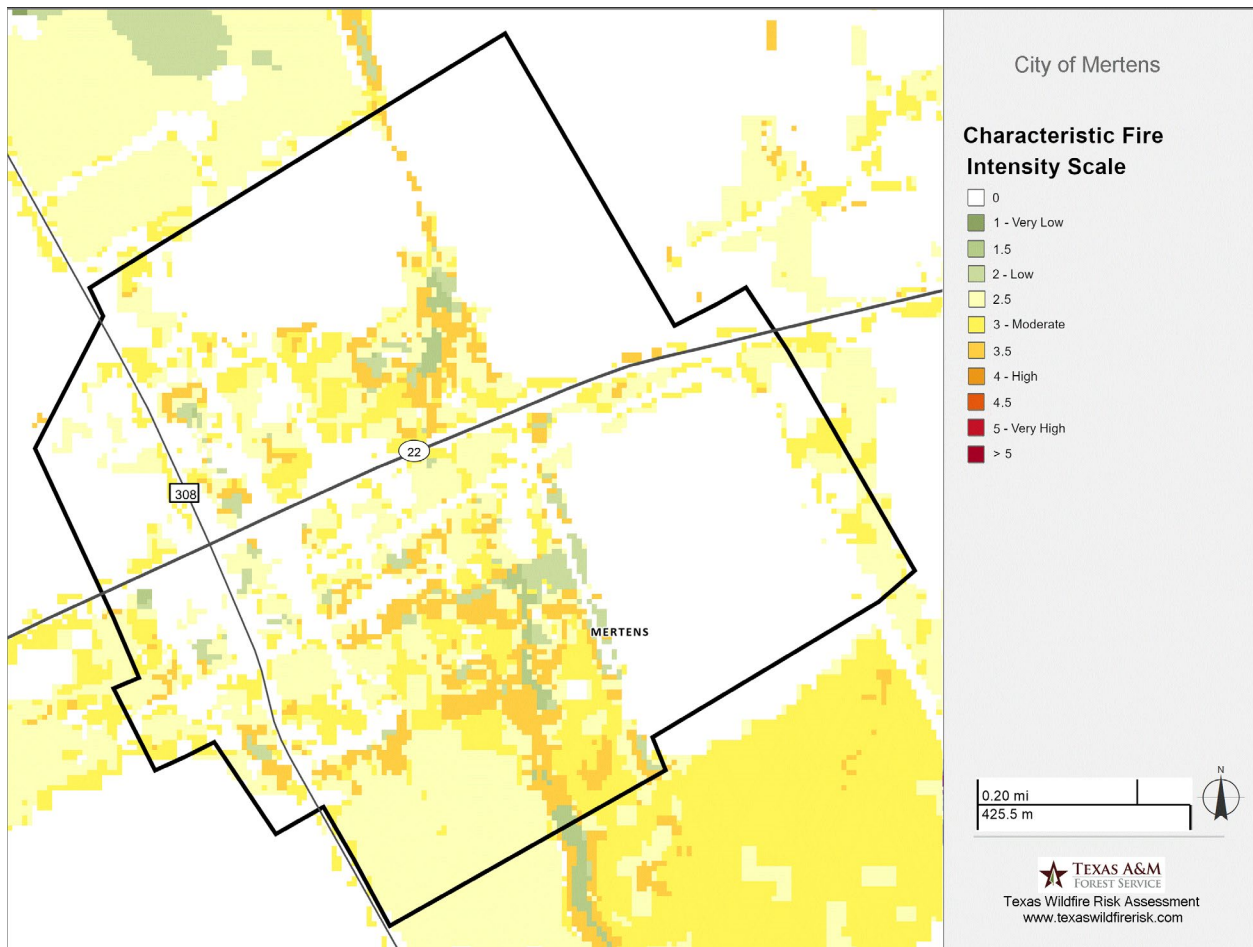 City of Mertens
Characteristic Fire
Intensity Scale
0
1 - Very Low
1.5
2 - Low
2.5
3 - Moderate
3.5
4 - High
4.5
5 - Very High
> 5
22
308
MERTENS
N
0.20 mi
425.5 m
TEXAS A&M
FOREST SERVICE
Texas Wildfire Risk Assessment
www.texaswildfirerisk.com